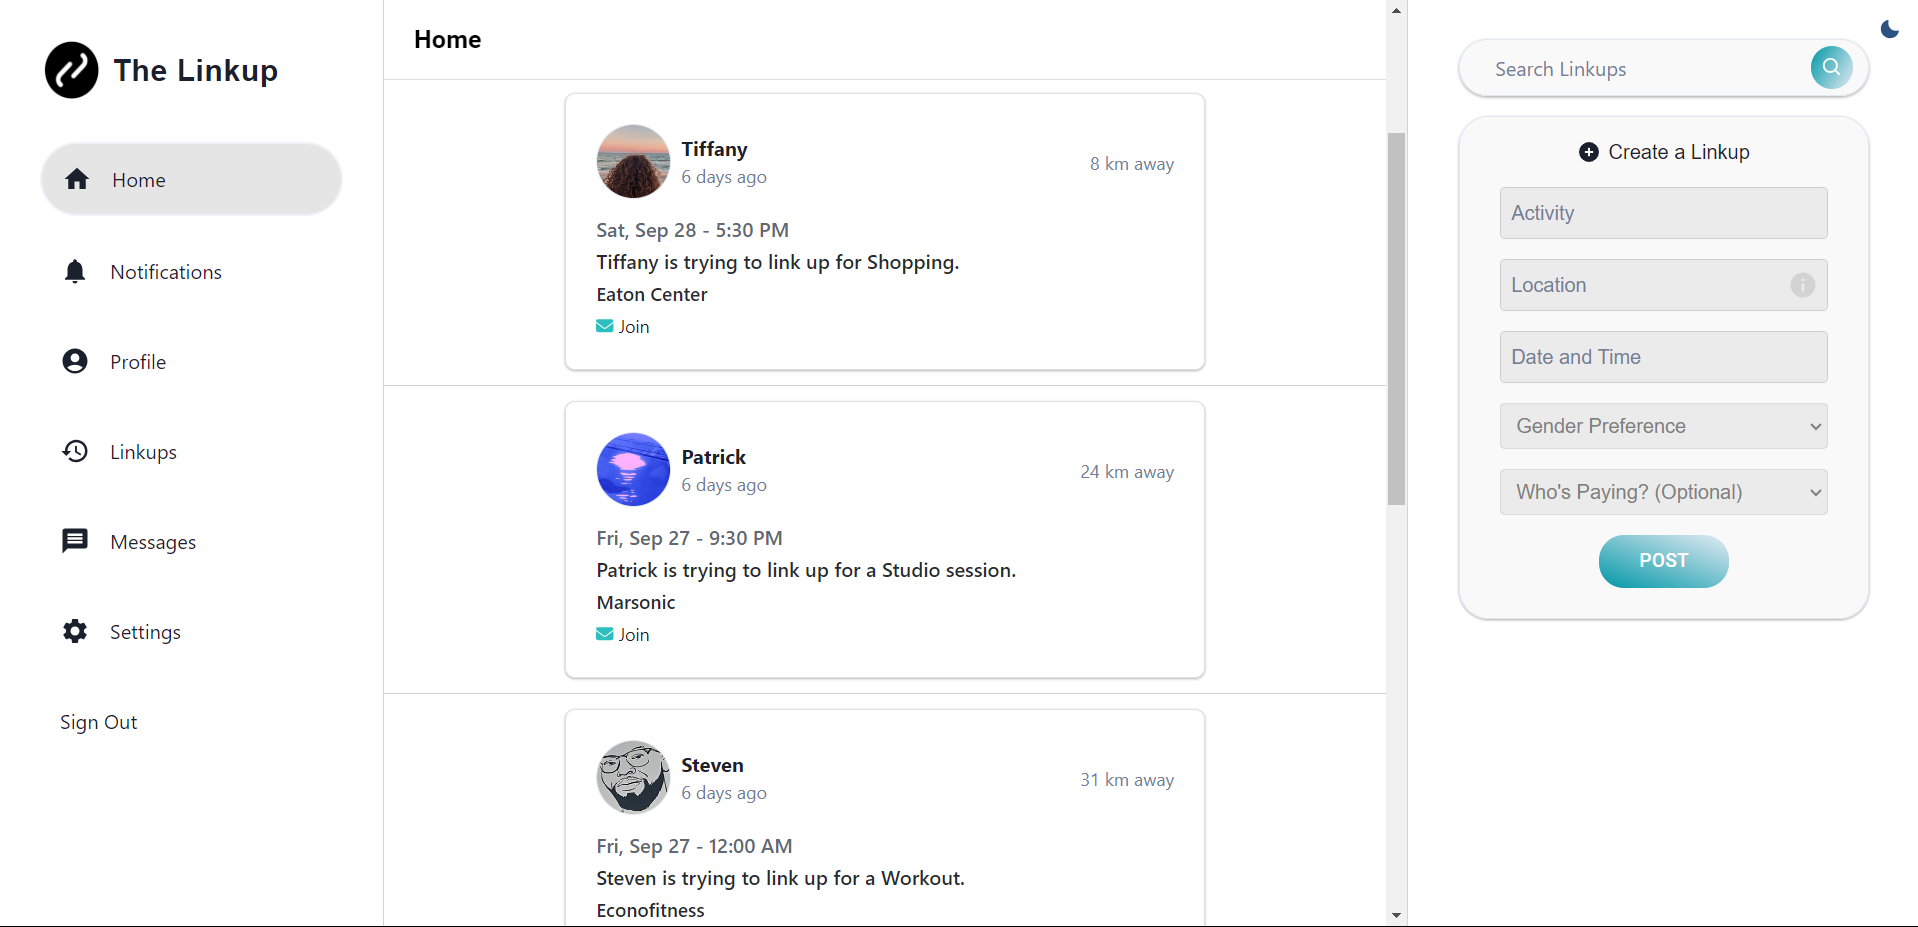 The Linkup
Home
Notifications
Profile
Linkups
Messages
Settings
Sign Out
Home
Tiffany
6 days ago
8 km away
Sat, Sep 28 - 5:30 PM
Tiffany is trying to link up for Shopping.
Eaton Center
Join
Patrick
6 days ago
24 km away
Fri, Sep 27 - 9:30 PM
Patrick is trying to link up for a Studio session.
Marsonic
Join
Steven
6 days ago
31 km away
Fri, Sep 27 - 12:00 AM
Steven is trying to link up for a Workout.
Econofitness
Search Linkups
Create a Linkup
Activity
Location
Date and Time
Gender Preference
Who's Paying? (Optional)
POST